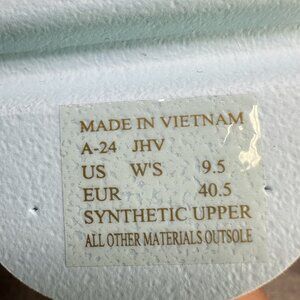 MADE IN VIETNAM
A-24 JHV
US W'S 9.5
EUR 40.5
SYNTHETIC UPPER
ALL OTHER MATERIALS OUTSOLE